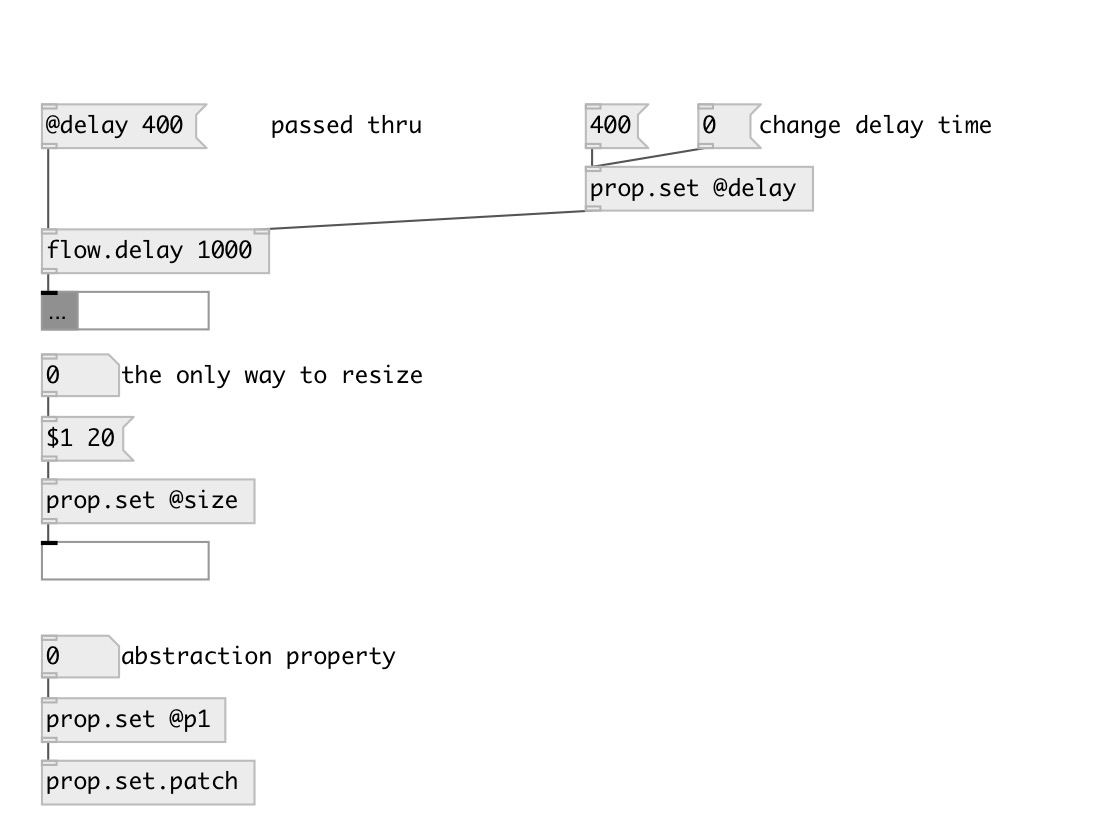 @delay 400 passed thru 400 0 change delay time
prop.set @delay
flow.delay 1000
...
0 the only way to resize
$1 20
prop.set @size
0 abstraction property
prop.set @p1
prop.set.patch